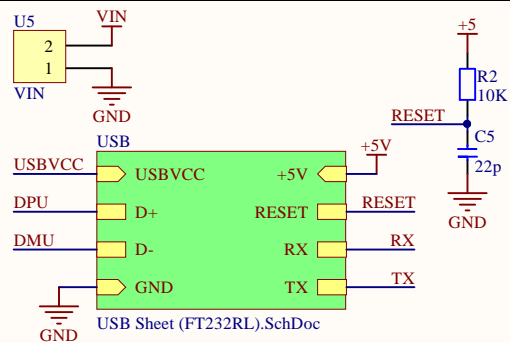 U5
VIN
2
1
VIN
GND
+5
R2
10K
RESET
C5
22p
GND
USB
USBVCC
USBVCC
+5V
+5V
DPU
D+
RESET
RESET
DMU
D-
RX
RX
GND
TX
TX
GND
USB Sheet (FT232RL).SchDoc